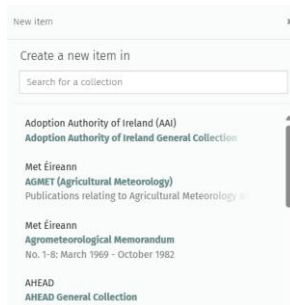 New item
Create a new item in
Search for a collection
Adoption Authority of Ireland (AAI)
Adoption Authority of Ireland General Collection
Met Éireann
AGMET (Agricultural Meteorology)
Publications relating to Agricultural Meteorology
Met Éireann
Agrometeorological Memorandum
No. 1-8: March 1969 - October 1982
AHEAD
AHEAD General Collection